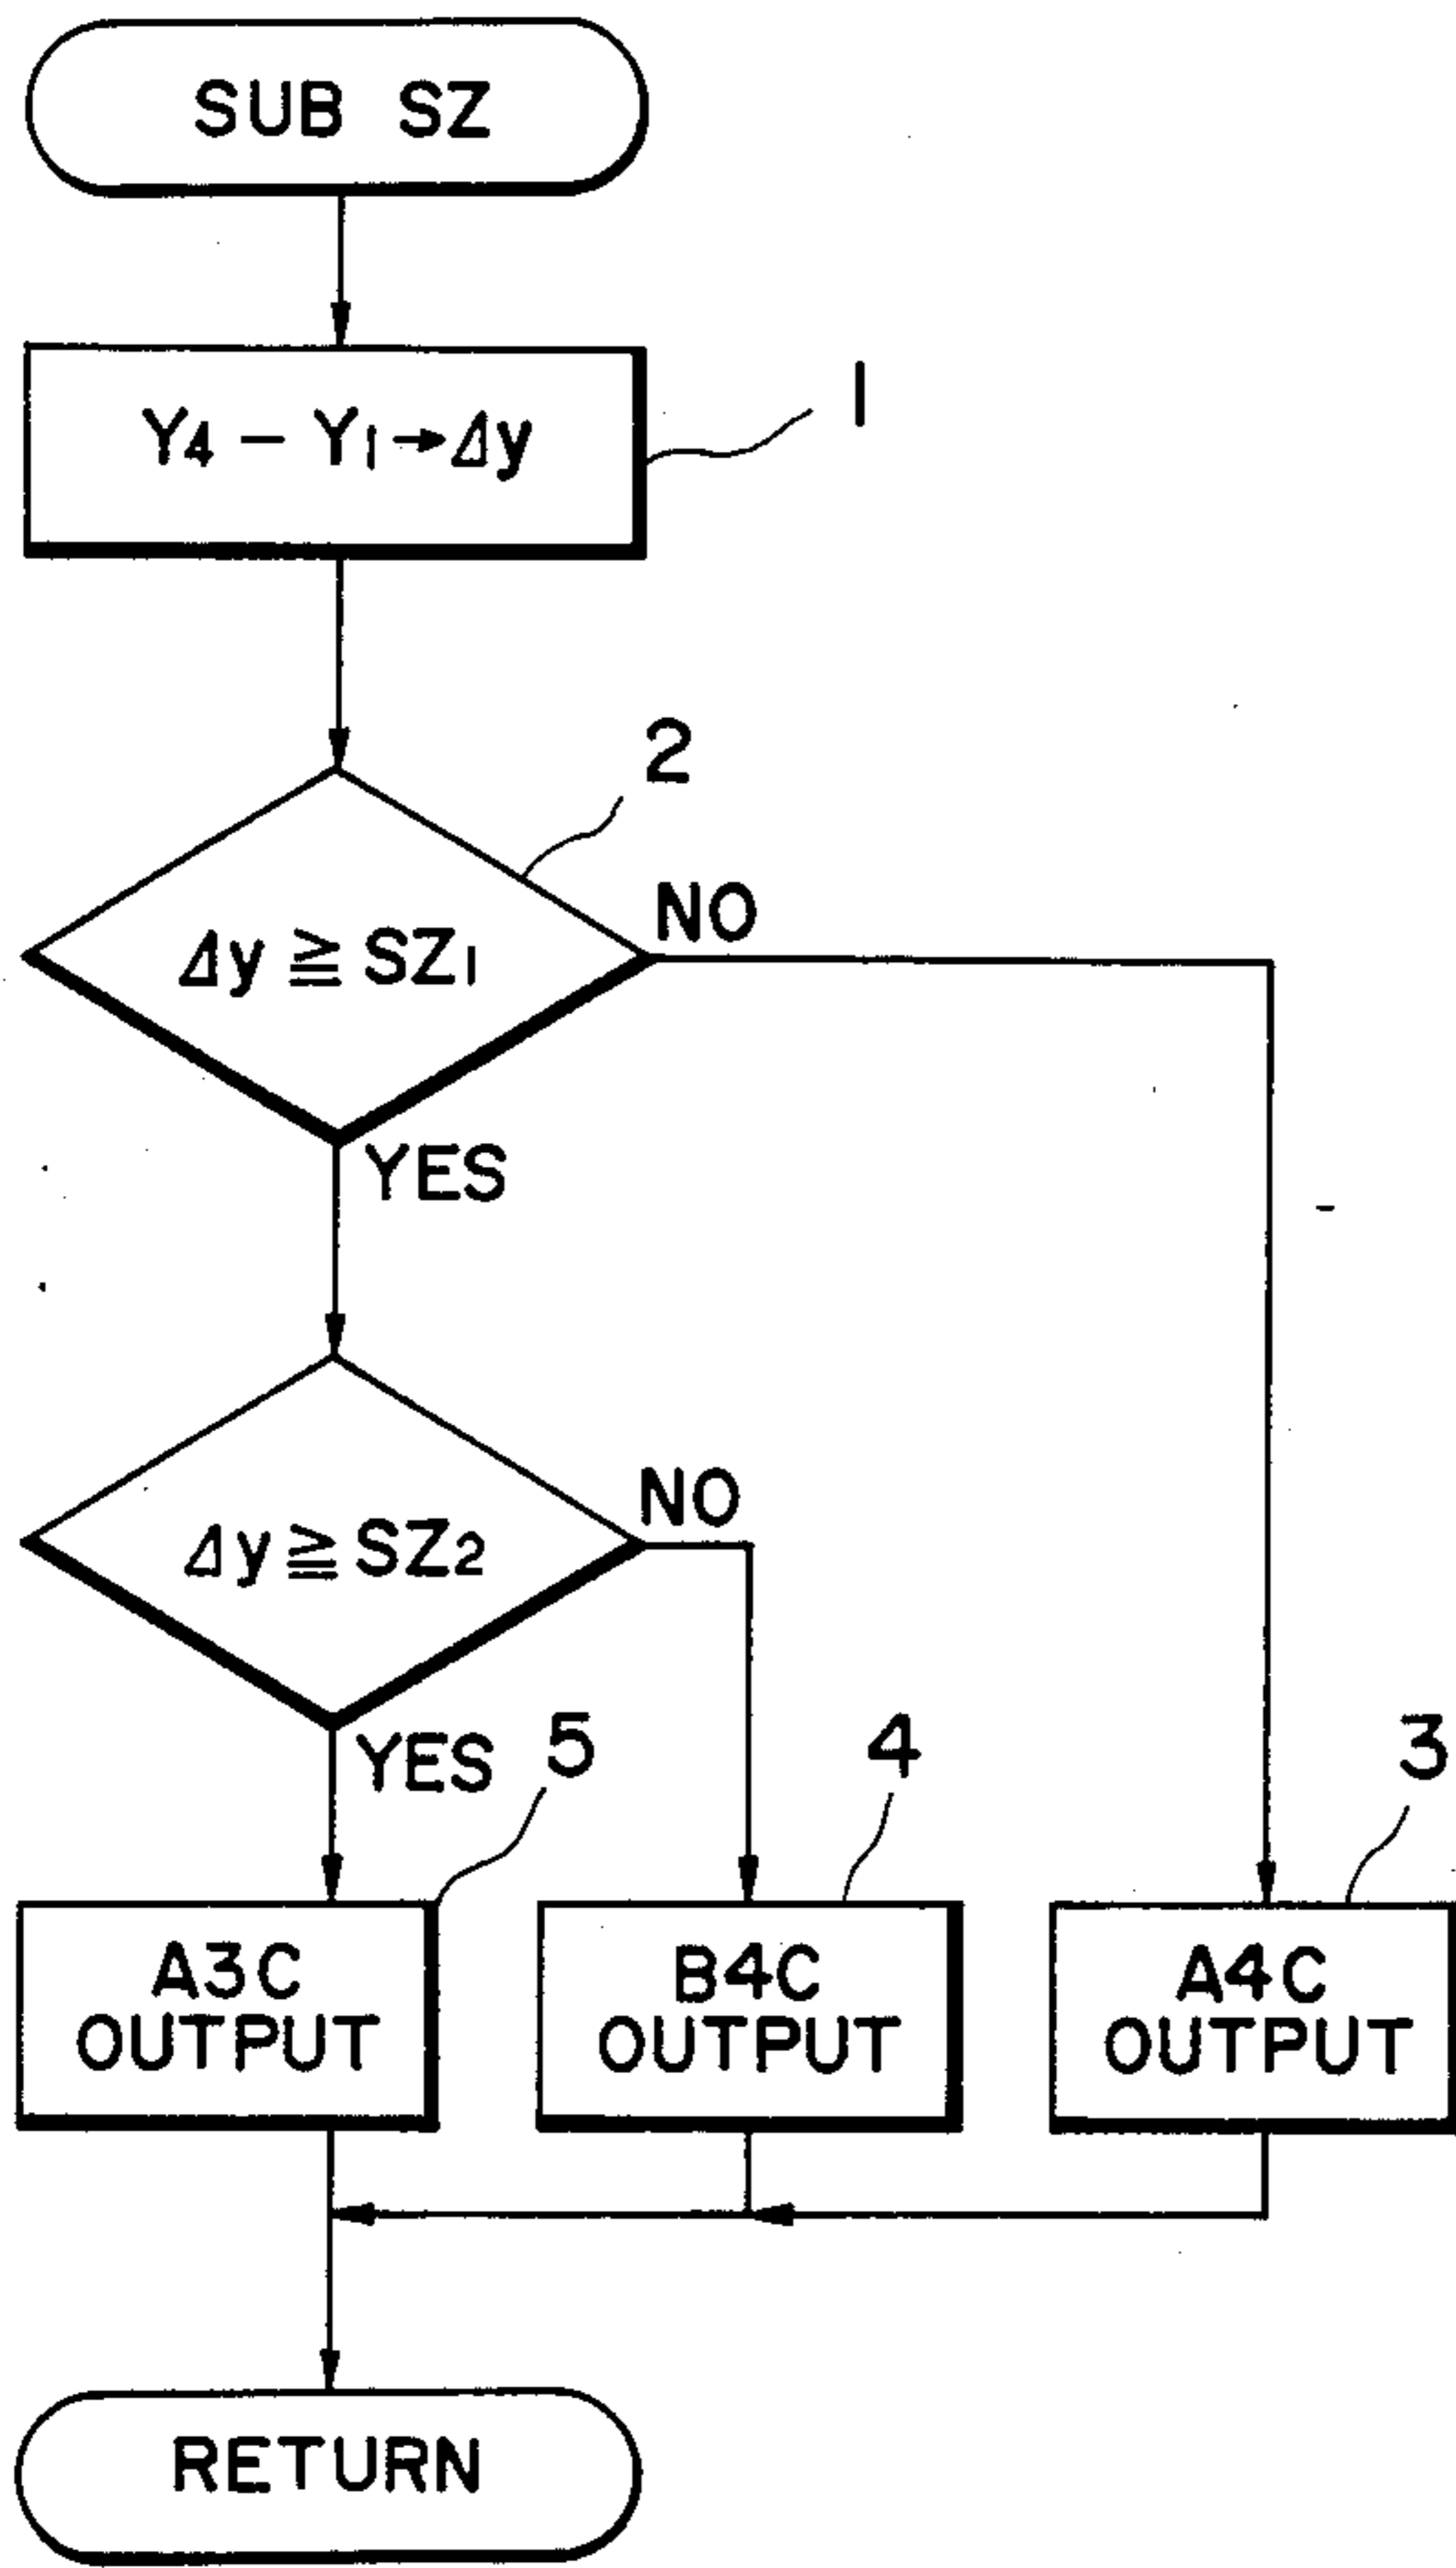 SUB SZ
Y4 - Y1 → Δy
1
2
Δy ≧ SZ1
NO
YES
Δy ≧ SZ2
NO
YES
5
4
3
A3C
OUTPUT
B4C
OUTPUT
A4C
OUTPUT
RETURN